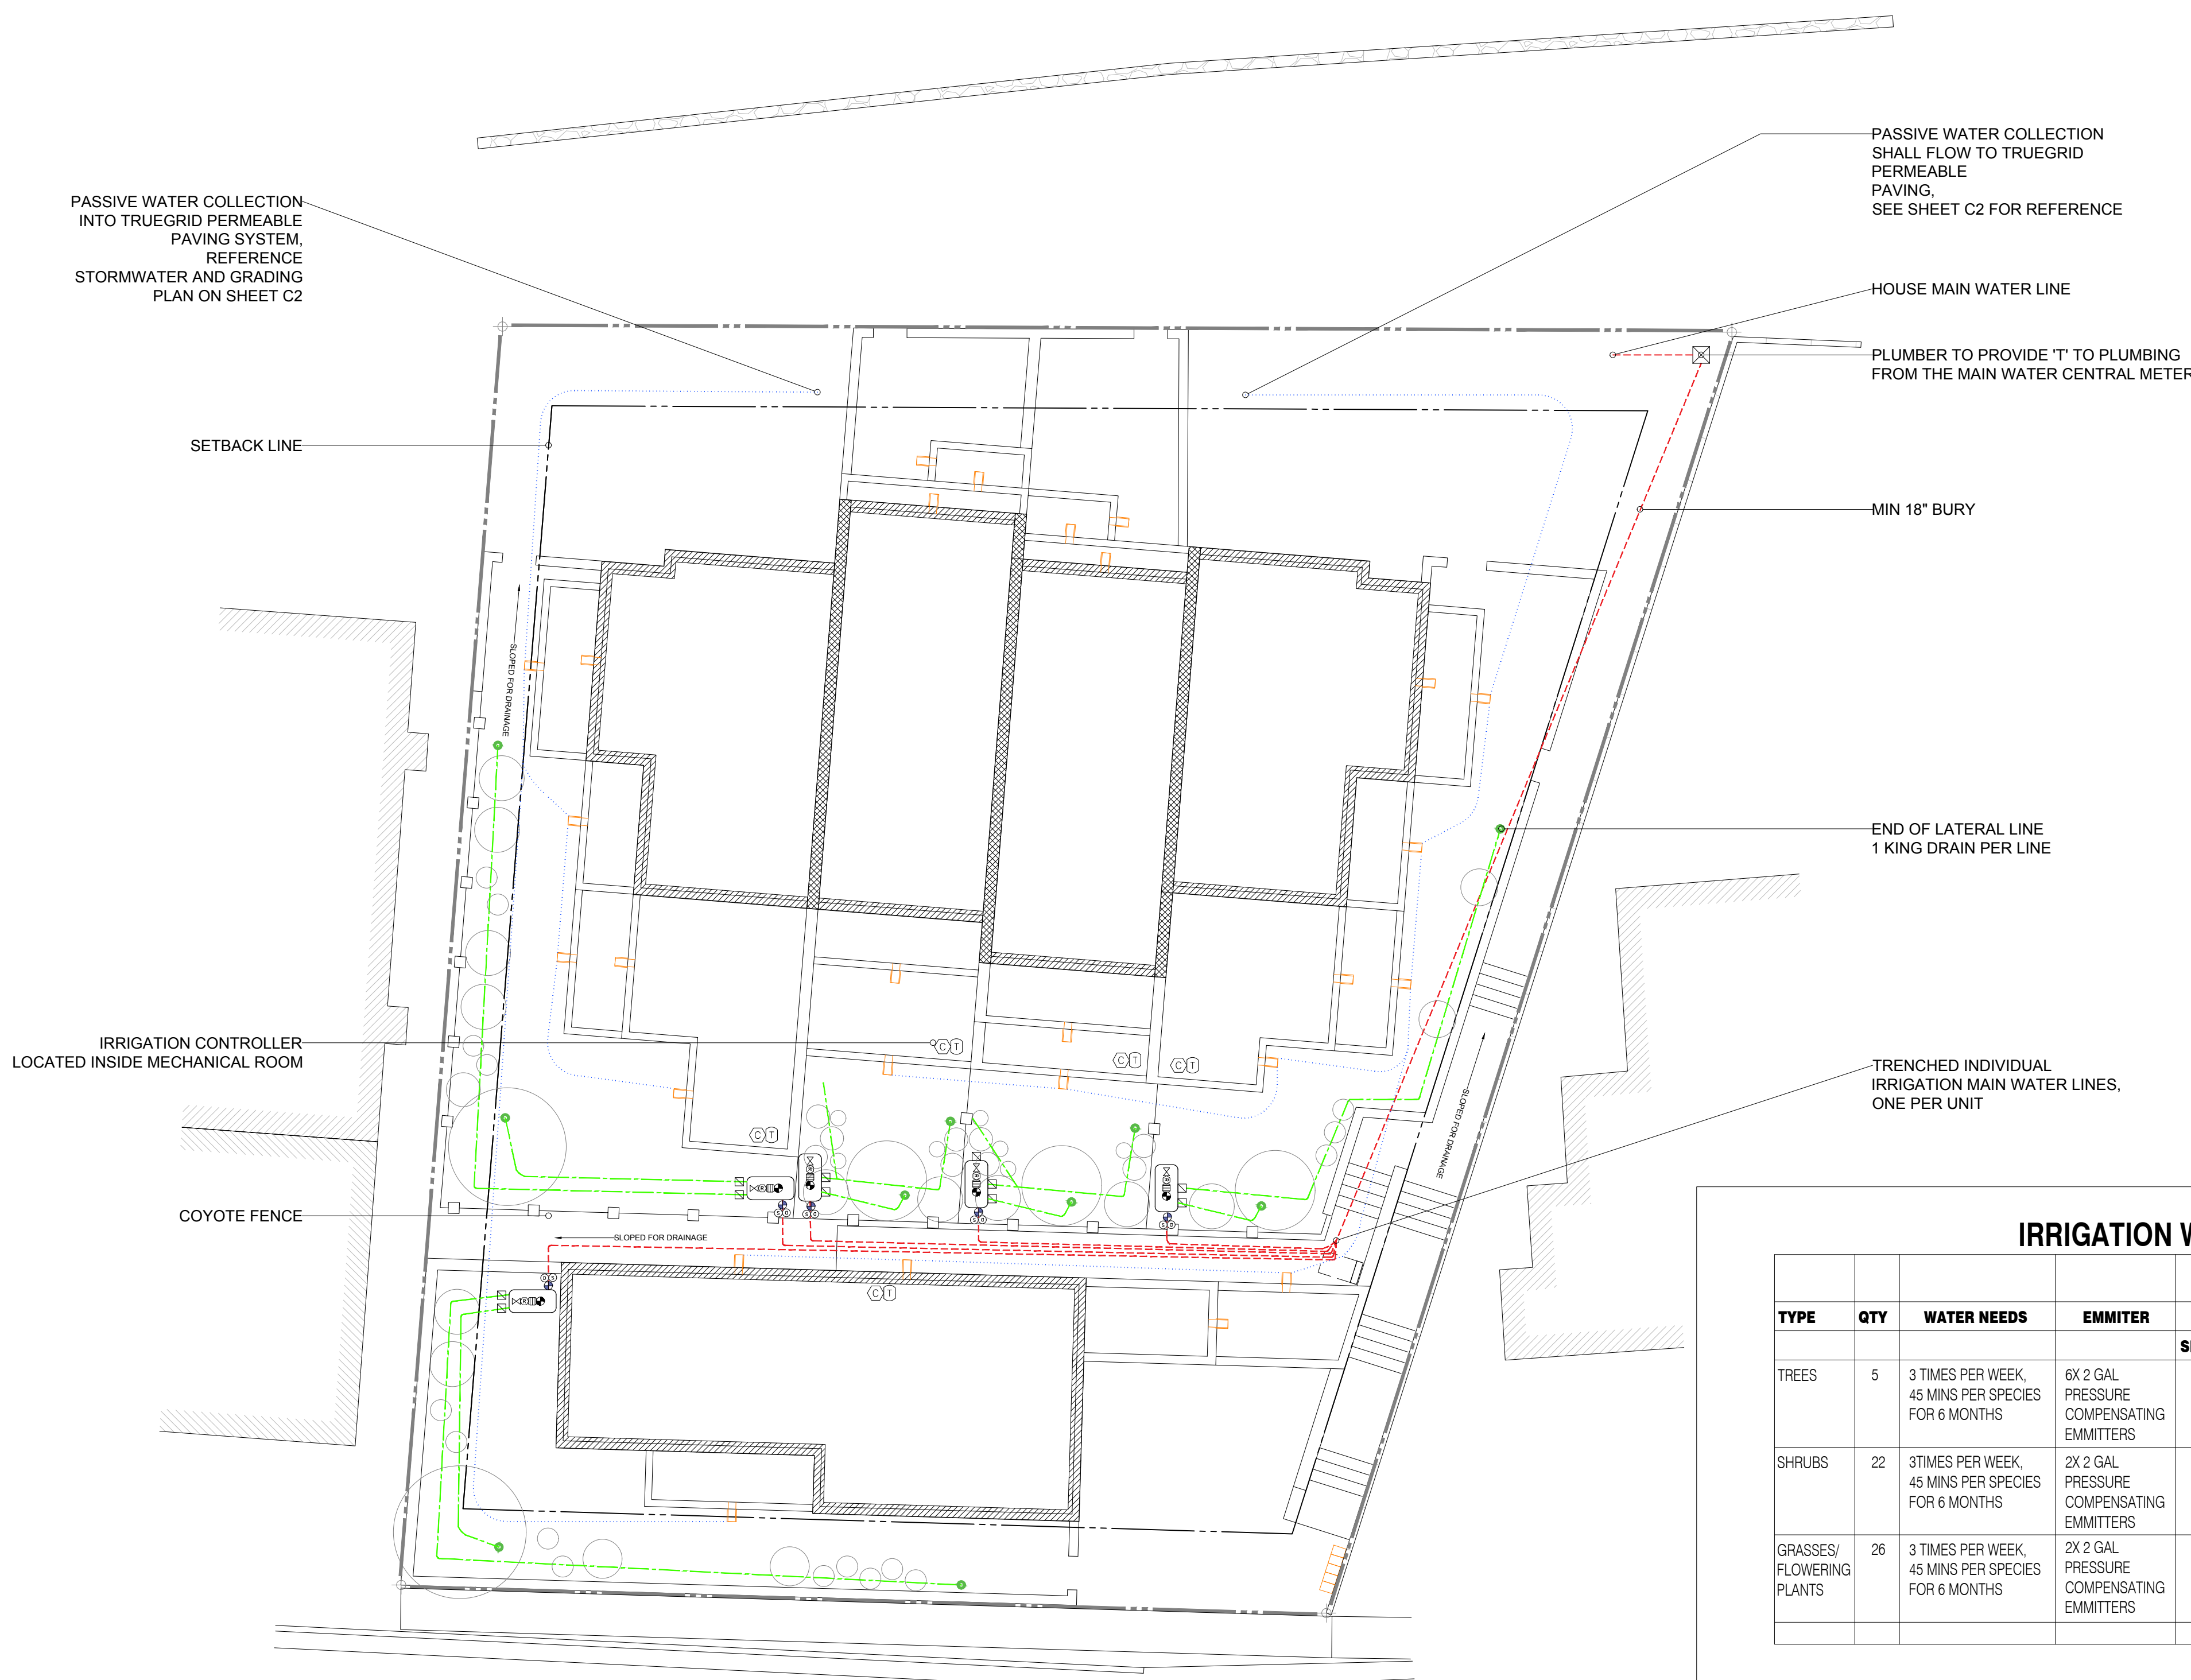 PASSIVE WATER COLLECTION
INTO TRUEGRID PERMEABLE
PAVING SYSTEM,
REFERENCE
STORMWATER AND GRADING
PLAN ON SHEET C2
SETBACK LINE
IRRIGATION CONTROLLER
LOCATED INSIDE MECHANICAL ROOM
COYOTE FENCE
PASSIVE WATER COLLECTION
SHALL FLOW TO TRUEGRID
PERMEABLE
PAVING,
SEE SHEET C2 FOR REFERENCE
HOUSE MAIN WATER LINE
PLUMBER TO PROVIDE 'T' TO PLUMBING
FROM THE MAIN WATER CENTRAL METER
MIN 18" BURY
END OF LATERAL LINE
1 KING DRAIN PER LINE
TRENCHED INDIVIDUAL
IRRIGATION MAIN WATER LINES,
ONE PER UNIT
SLOPED FOR DRAINAGE
SLOPED FOR DRAINAGE
SLOPED FOR DRAINAGE
C T
C T
C T
C T
C T
S D
S D
S D
S D
D S
R
R
R
R
R
IRRIGATION W
TYPE QTY WATER NEEDS EMMITER
TREES 5 3 TIMES PER WEEK, 6X 2 GAL
45 MINS PER SPECIES PRESSURE
FOR 6 MONTHS COMPENSATING
EMMITTERS
SHRUBS 22 3TIMES PER WEEK, 2X 2 GAL
45 MINS PER SPECIES PRESSURE
FOR 6 MONTHS COMPENSATING
EMMITTERS
GRASSES/ 26 3 TIMES PER WEEK, 2X 2 GAL
FLOWERING 45 MINS PER SPECIES PRESSURE
PLANTS FOR 6 MONTHS COMPENSATING
EMMITTERS